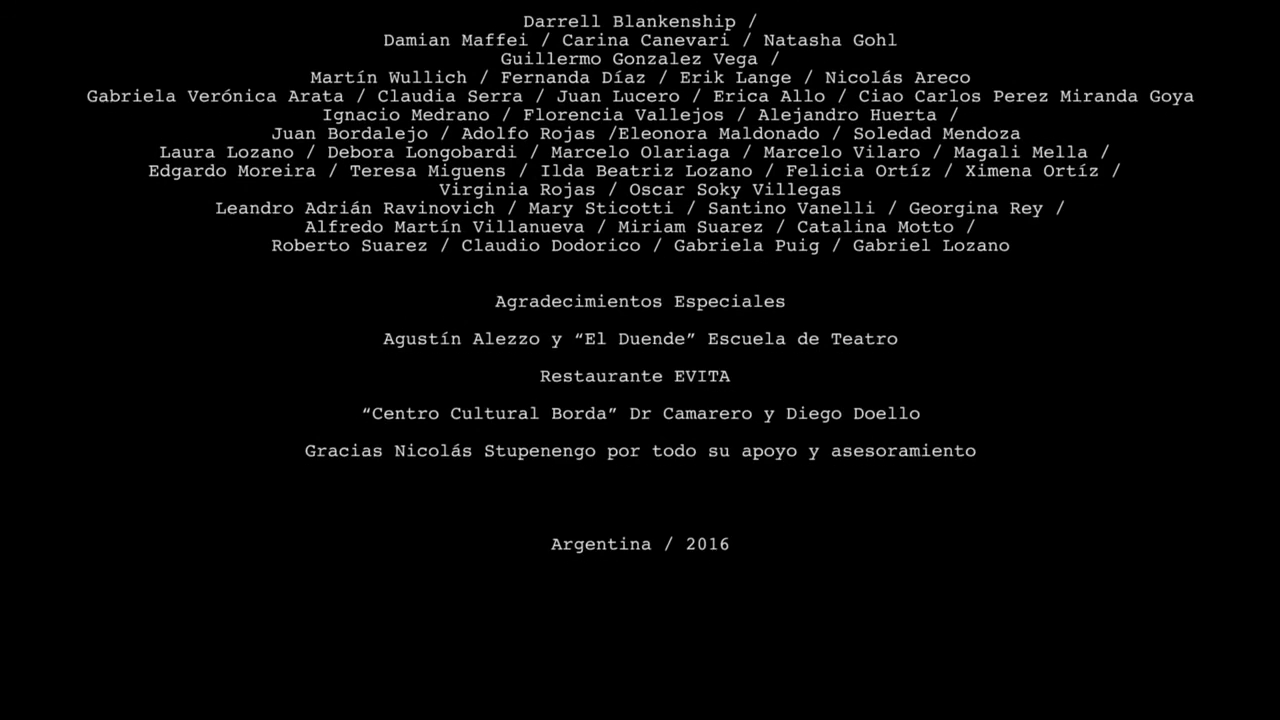 Darrell Blankenship /
Damian Maffei / Carina Canevari / Natasha Gohl
Guillermo Gonzalez Vega /
Martín Wullich / Fernanda Díaz / Erik Lange / Nicolás Areco
Gabriela Verónica Arata / Claudia Serra / Juan Lucero / Erica Allo / Ciao Carlos Perez Miranda Goya
Ignacio Medrano / Florencia Vallejos / Alejandro Huerta /
Juan Bordalejo / Adolfo Rojas /Eleonora Maldonado / Soledad Mendoza
Laura Lozano / Debora Longobardi / Marcelo Olariaga / Marcelo Vilaro / Magali Mella /
Edgardo Moreira / Teresa Miguens / Ilda Beatriz Lozano / Felicia Ortíz / Ximena Ortíz /
Virginia Rojas / Oscar Soky Villegas
Leandro Adrián Ravinovich / Mary Sticotti / Santino Vanelli / Georgina Rey /
Alfredo Martín Villanueva / Miriam Suarez / Catalina Motto /
Roberto Suarez / Claudio Dodorico / Gabriela Puig / Gabriel Lozano
Agradecimientos Especiales
Agustín Alezzo y “El Duende” Escuela de Teatro
Restaurante EVITA
“Centro Cultural Borda” Dr Camarero y Diego Doello
Gracias Nicolás Stupenengo por todo su apoyo y asesoramiento
Argentina / 2016